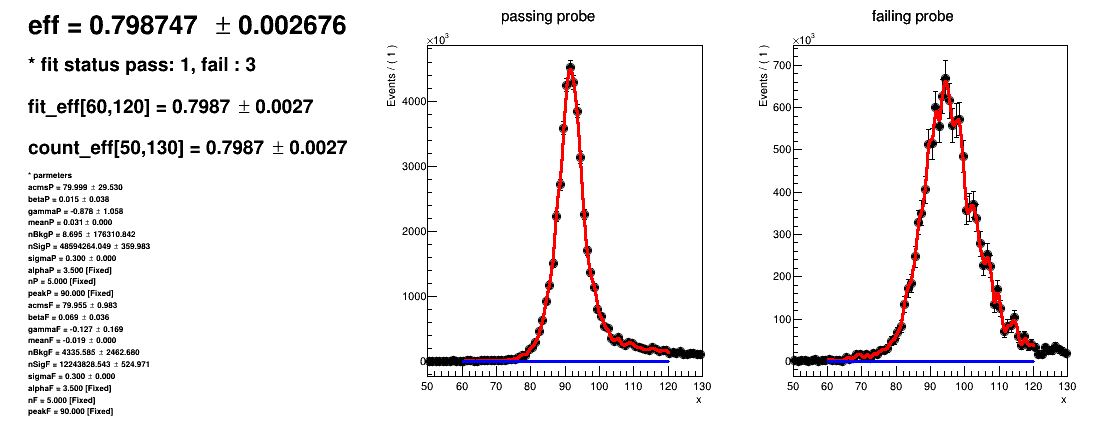 eff = 0.798747 ± 0.002676
* fit status pass: 1, fail : 3
fit_eff[60,120] = 0.7987 ± 0.0027
count_eff[50,130] = 0.7987 ± 0.0027
* parmeters
acmsP = 79.999 ± 29.530
betaP = 0.015 ± 0.038
gammaP = -0.878 ± 1.058
meanP = 0.031 ± 0.000
nBkgP = 8.695 ± 176310.842
nSigP = 48594264.049 ± 359.983
sigmaP = 0.300 ± 0.000
alphaP = 3.500 [Fixed]
nP = 5.000 [Fixed]
peakP = 90.000 [Fixed]
acmsF = 79.955 ± 0.983
betaF = 0.069 ± 0.036
gammaF = -0.127 ± 0.169
meanF = -0.019 ± 0.000
nBkgF = 4335.585 ± 2462.680
nSigF = 12243828.543 ± 524.971
sigmaF = 0.300 ± 0.000
alphaF = 3.500 [Fixed]
nF = 5.000 [Fixed]
peakF = 90.000 [Fixed]
passing probe
×10³
Events / ( 1 )
4000
3000
2000
1000
0
50 60 70 80 90 100 110 120 130
x
failing probe
×10³
Events / ( 1 )
700
600
500
400
300
200
100
0
50 60 70 80 90 100 110 120 130
x